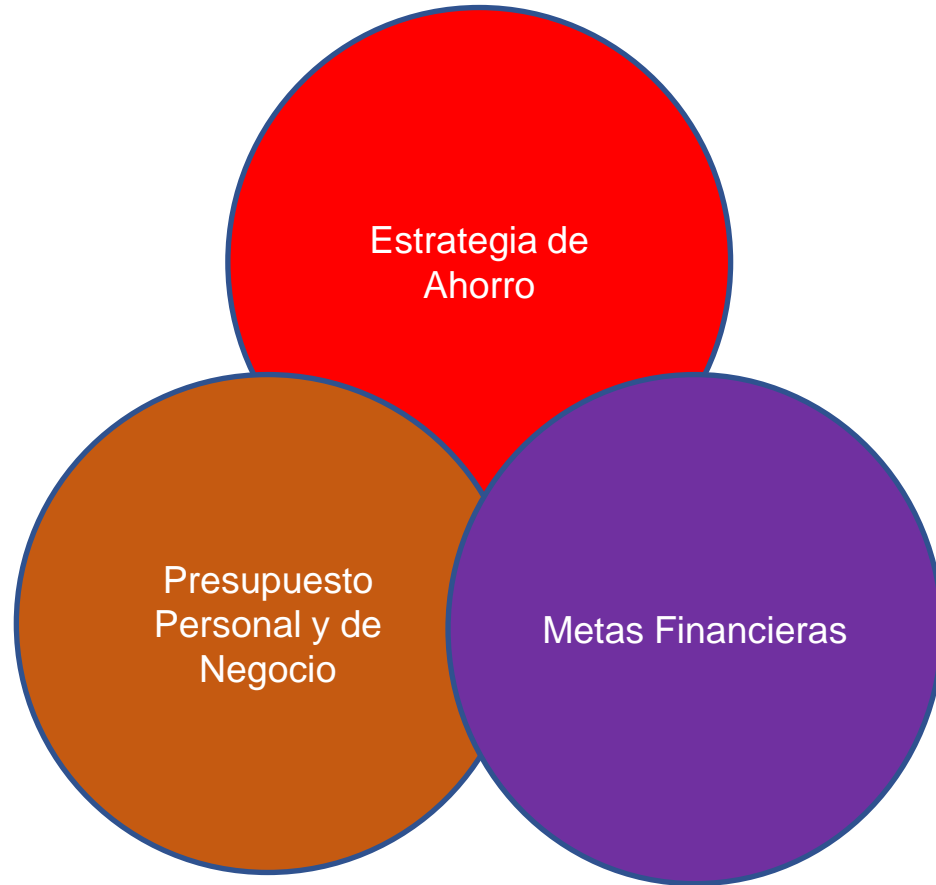 Estrategia de
Ahorro
Presupuesto
Personal y de
Negocio
Metas Financieras